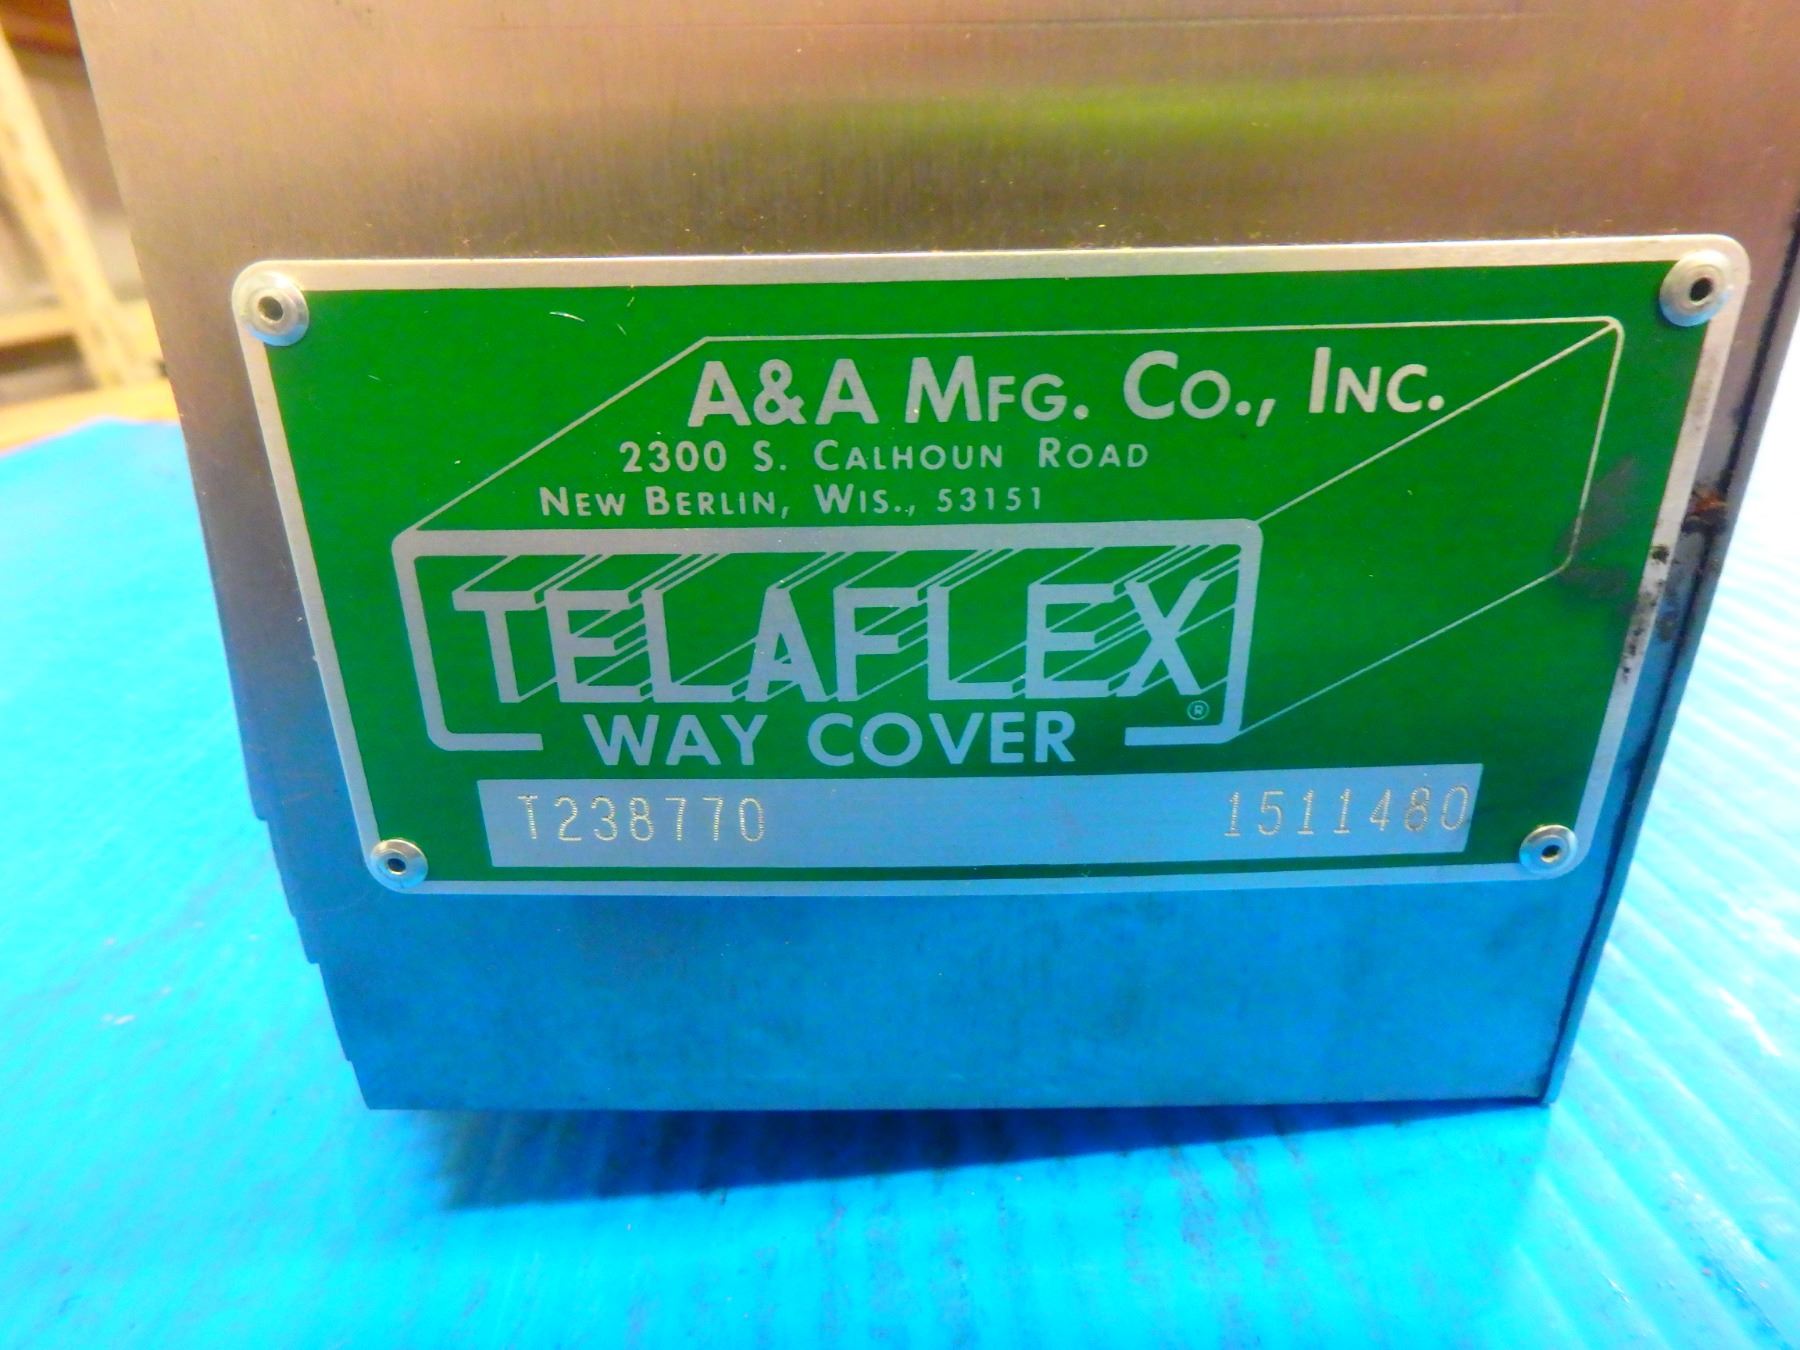 A&A MFG. CO., INC.
2300 S. CALHOUN ROAD
NEW BERLIN, WIS., 53151
TELAFLEX ®
WAY COVER
T238770 1511480